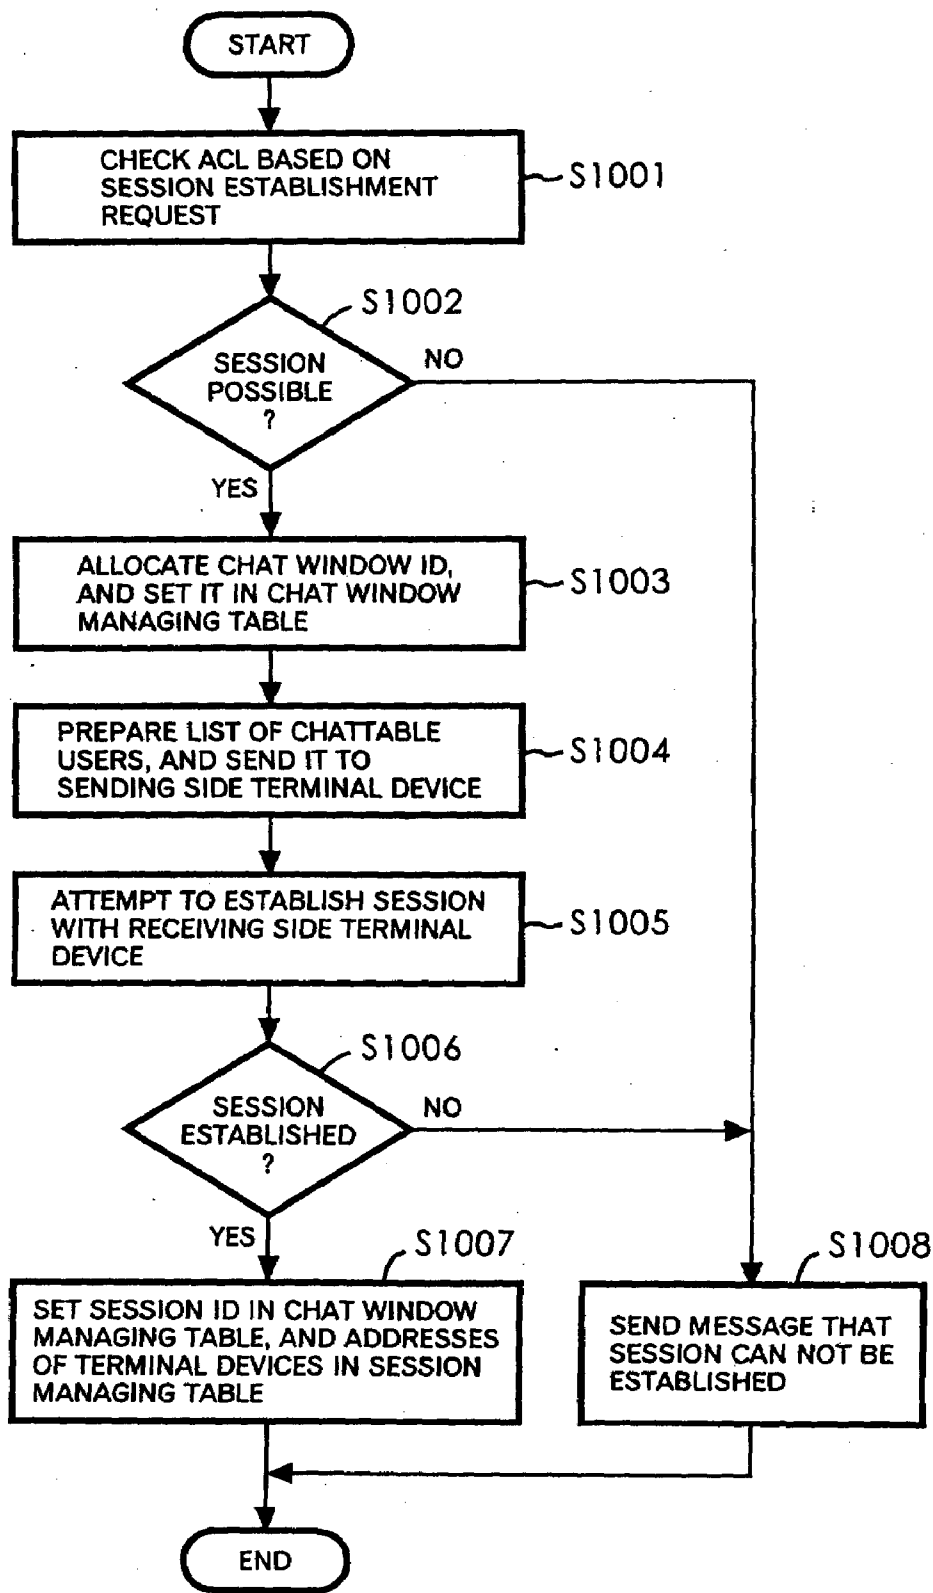 START
CHECK ACL BASED ON
SESSION ESTABLISHMENT
REQUEST
S1001
S1002
SESSION
POSSIBLE
?
NO
YES
ALLOCATE CHAT WINDOW ID,
AND SET IT IN CHAT WINDOW
MANAGING TABLE
S1003
PREPARE LIST OF CHATTABLE
USERS, AND SEND IT TO
SENDING SIDE TERMINAL DEVICE
S1004
ATTEMPT TO ESTABLISH SESSION
WITH RECEIVING SIDE TERMINAL
DEVICE
S1005
S1006
SESSION
ESTABLISHED
?
NO
YES
S1007
SET SESSION ID IN CHAT WINDOW
MANAGING TABLE, AND ADDRESSES
OF TERMINAL DEVICES IN SESSION
MANAGING TABLE
S1008
SEND MESSAGE THAT
SESSION CAN NOT BE
ESTABLISHED
END